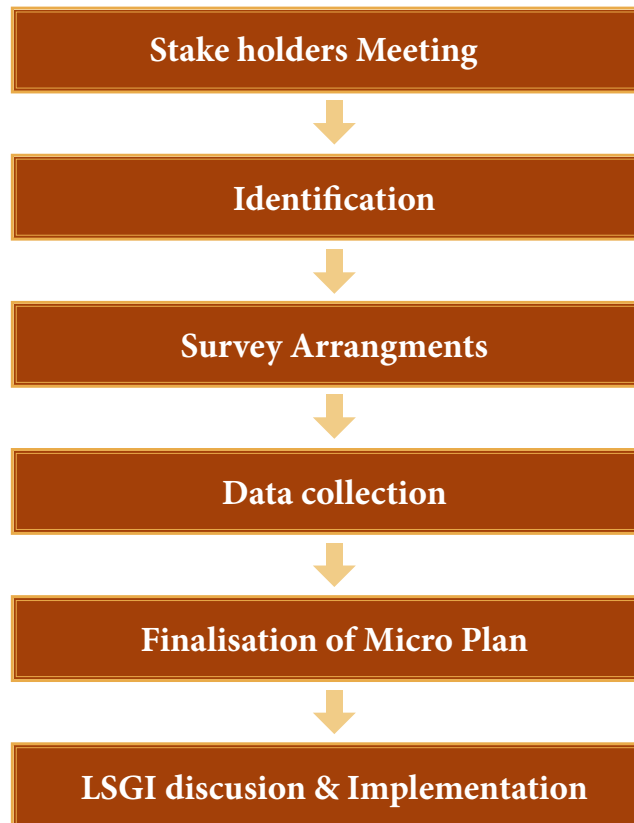 Stake holders Meeting
Identification
Survey Arrangments
Data collection
Finalisation of Micro Plan
LSGI discusion & Implementation